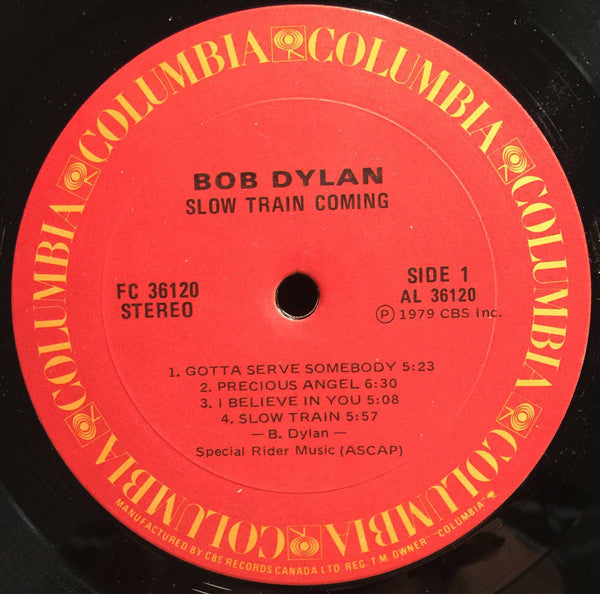 COLUMBIA COLUMBIA COLUMBIA COLUMBIA COLUMBIA COLUMBIA
BOB DYLAN
SLOW TRAIN COMING
FC 36120
STEREO
SIDE 1
AL 36120
Ⓟ 1979 CBS Inc.
1. GOTTA SERVE SOMEBODY 5:23
2. PRECIOUS ANGEL 6:30
3. I BELIEVE IN YOU 5:08
4. SLOW TRAIN 5:57
— B. Dylan —
Special Rider Music (ASCAP)
MANUFACTURED BY CBS RECORDS CANADA LTD. REG. T.M. OWNER "COLUMBIA"